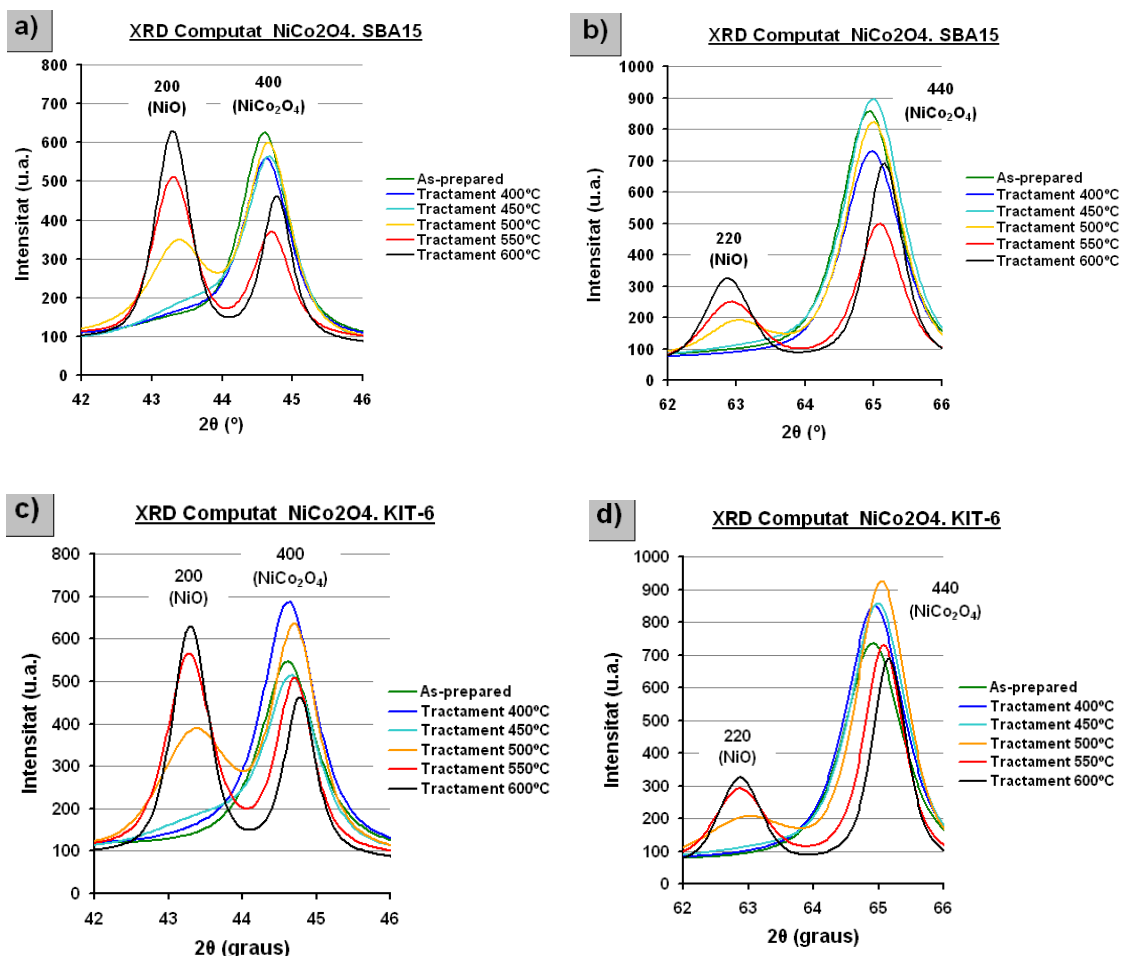 a)
XRD Computat NiCo2O4. SBA15
Intensitat (u.a.)
800
700
600
500
400
300
200
100
0
200
(NiO)
400
(NiCo₂O₄)
42 43 44 45 46
2θ (º)
As-prepared
Tractament 400ºC
Tractament 450ºC
Tractament 500ºC
Tractament 550ºC
Tractament 600ºC
b)
XRD Computat NiCo2O4. SBA15
Intensitat (u.a.)
1000
900
800
700
600
500
400
300
200
100
0
220
(NiO)
440
(NiCo₂O₄)
62 63 64 65 66
2θ (º)
As-prepared
Tractament 400ºC
Tractament 450ºC
Tractament 500ºC
Tractament 550ºC
Tractament 600ºC
c)
XRD Computat NiCo2O4. KIT-6
Intensitat (u.a.)
800
700
600
500
400
300
200
100
0
200
(NiO)
400
(NiCo₂O₄)
42 43 44 45 46
2θ (graus)
As-prepared
Tractament 400ºC
Tractament 450ºC
Tractament 500ºC
Tractament 550ºC
Tractament 600ºC
d)
XRD Computat NiCo2O4. KIT-6
Intensitat (u.a.)
1000
900
800
700
600
500
400
300
200
100
0
220
(NiO)
440
(NiCo₂O₄)
62 63 64 65 66
2θ (graus)
As-prepared
Tractament 400ºC
Tractament 450ºC
Tractament 500ºC
Tractament 550ºC
Tractament 600ºC